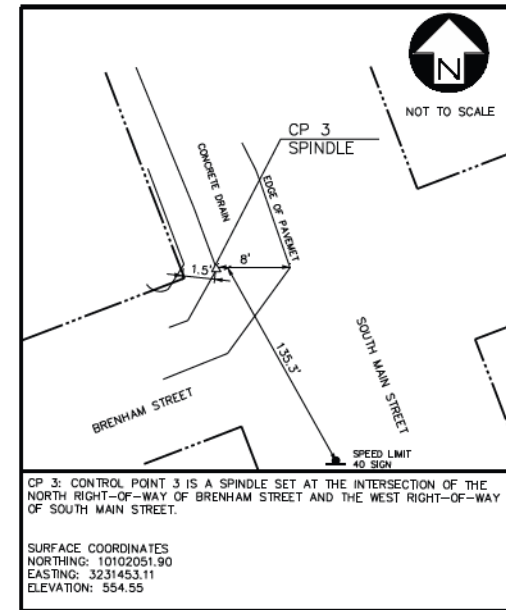 N
NOT TO SCALE
CP 3
SPINDLE
CONCRETE DRAIN
EDGE OF PAVEMET
1.5'
8'
135.3'
SOUTH MAIN STREET
BRENHAM STREET
SPEED LIMIT
40 SIGN
CP 3: CONTROL POINT 3 IS A SPINDLE SET AT THE INTERSECTION OF THE
NORTH RIGHT-OF-WAY OF BRENHAM STREET AND THE WEST RIGHT-OF-WAY
OF SOUTH MAIN STREET.
SURFACE COORDINATES
NORTHING: 10102051.90
EASTING: 3231453.11
ELEVATION: 554.55